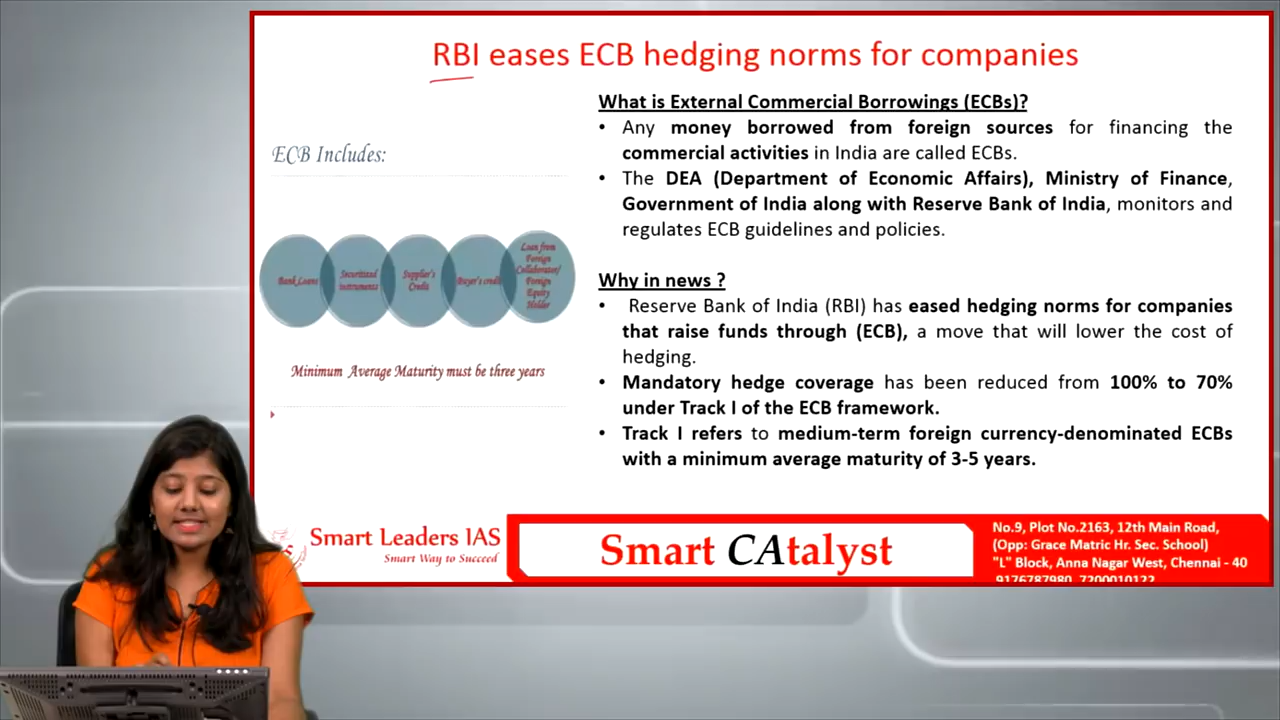 RBI eases ECB hedging norms for companies
ECB Includes:
Bank Loans
Securitized
instruments
Supplier's
Credit
Buyer's credit
Loan from
Foreign
Collaborator/
Foreign
Equity
Holder
Minimum Average Maturity must be three years
What is External Commercial Borrowings (ECBs)?
• Any money borrowed from foreign sources for financing the
commercial activities in India are called ECBs.
• The DEA (Department of Economic Affairs), Ministry of Finance,
Government of India along with Reserve Bank of India, monitors and
regulates ECB guidelines and policies.
Why in news ?
• Reserve Bank of India (RBI) has eased hedging norms for companies
that raise funds through (ECB), a move that will lower the cost of
hedging.
• Mandatory hedge coverage has been reduced from 100% to 70%
under Track I of the ECB framework.
• Track I refers to medium-term foreign currency-denominated ECBs
with a minimum average maturity of 3-5 years.
Smart Leaders IAS
Smart Way to Succeed
Smart CAtalyst
No.9, Plot No.2163, 12th Main Road,
(Opp: Grace Matric Hr. Sec. School)
"L" Block, Anna Nagar West, Chennai - 40
9176787980, 7200010122